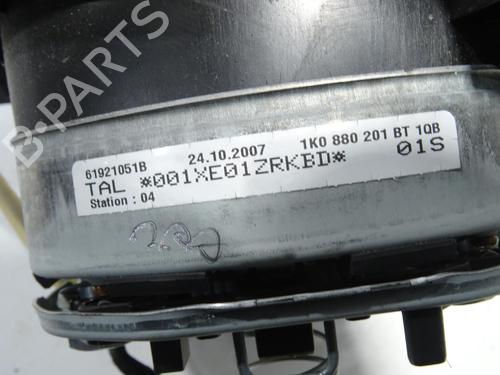 B-PARTS
61921051B 24.10.2007 1K0 880 201 BT 1QB
TAL *001XE01ZRKBD* 01S
Station : 04